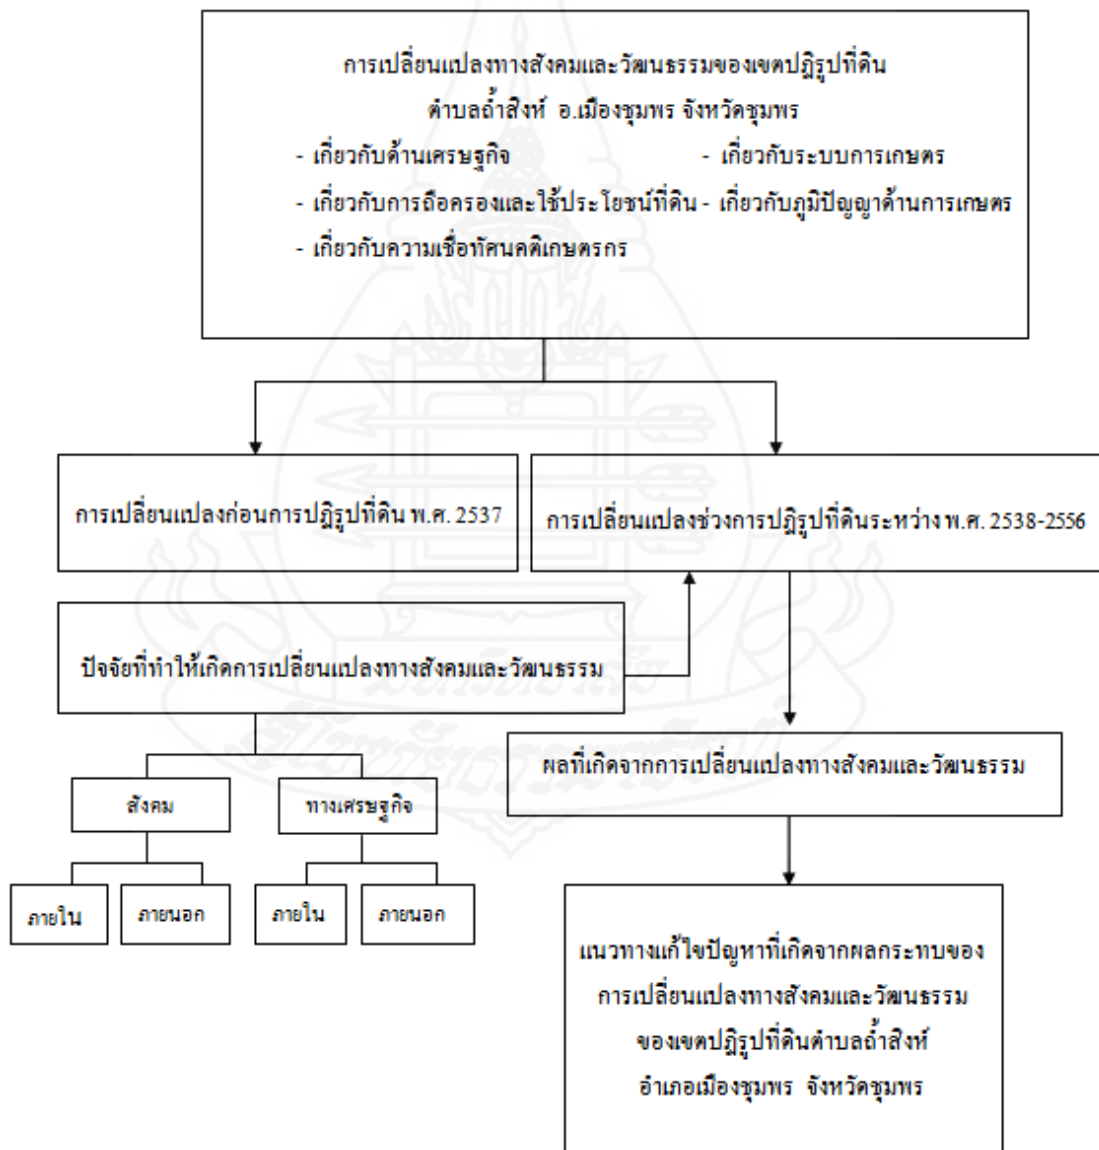 การเปลี่ยนแปลงทางสังคมและวัฒนธรรมของเขตปฏิรูปที่ดิน
ตำบลถ้ำสิงห์ อ.เมืองชุมพร จังหวัดชุมพร
- เกี่ยวกับด้านเศรษฐกิจ - เกี่ยวกับระบบการเกษตร
- เกี่ยวกับการถือครองและใช้ประโยชน์ที่ดิน - เกี่ยวกับภูมิปัญญาด้านการเกษตร
- เกี่ยวกับความเชื่อทัศนคติเกษตรกร
การเปลี่ยนแปลงก่อนการปฏิรูปที่ดิน พ.ศ. 2537
การเปลี่ยนแปลงช่วงการปฏิรูปที่ดินระหว่าง พ.ศ. 2538-2556
ปัจจัยที่ทำให้เกิดการเปลี่ยนแปลงทางสังคมและวัฒนธรรม
สังคม
ทางเศรษฐกิจ
ภายใน
ภายนอก
ภายใน
ภายนอก
ผลที่เกิดจากการเปลี่ยนแปลงทางสังคมและวัฒนธรรม
แนวทางแก้ไขปัญหาที่เกิดจากผลกระทบของ
การเปลี่ยนแปลงทางสังคมและวัฒนธรรม
ของเขตปฏิรูปที่ดินตำบลถ้ำสิงห์
อำเภอเมืองชุมพร จังหวัดชุมพร